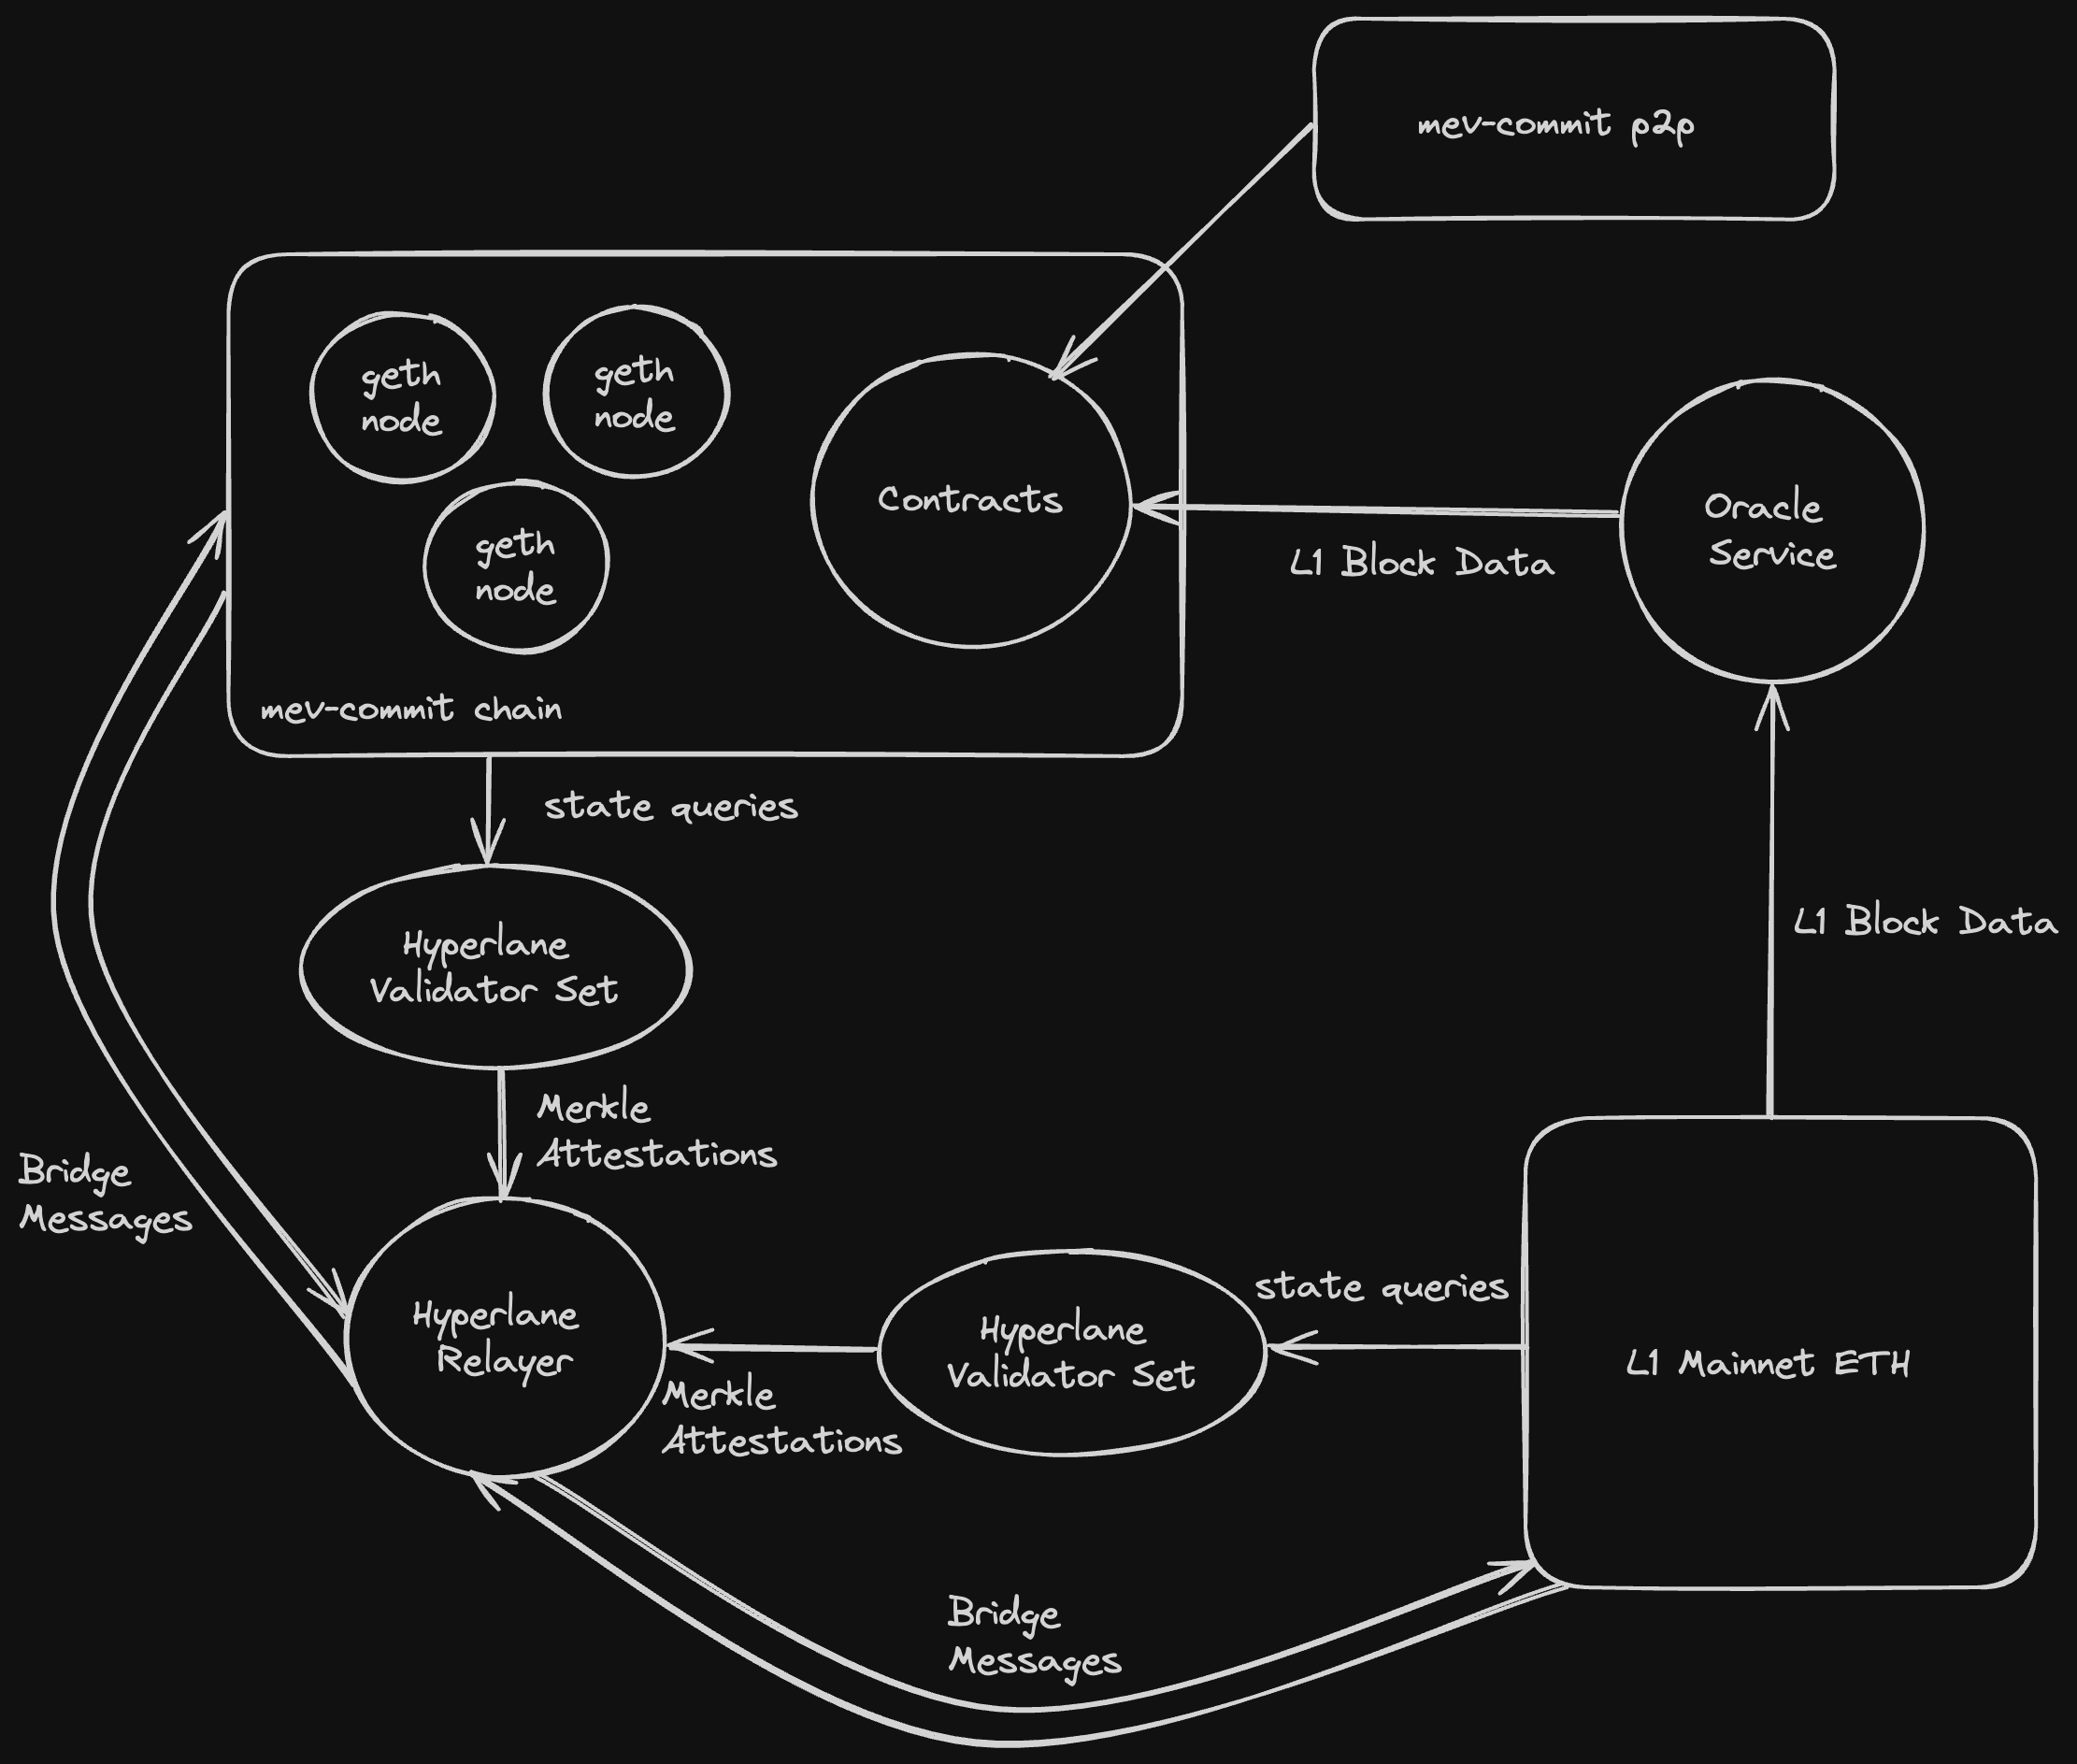 mev-commit p2p
geth
node
geth
node
geth
node
Contracts
mev-commit chain
Oracle
Service
L1 Block Data
state queries
Hyperlane
Validator Set
L1 Block Data
Merkle
Attestations
Bridge
Messages
Hyperlane
Relayer
Merkle
Attestations
Hyperlane
Validator Set
state queries
L1 Mainnet ETH
Bridge
Messages